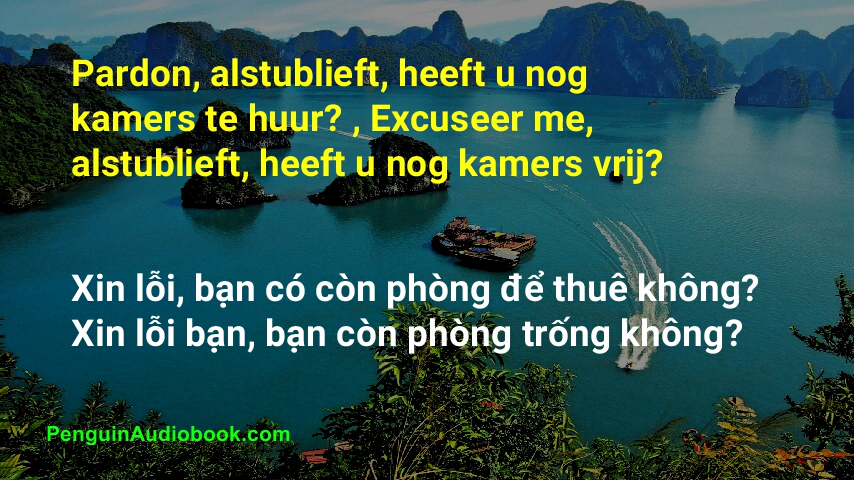 Pardon, alstublieft, heeft u nog
kamers te huur? , Excuseer me,
alstublieft, heeft u nog kamers vrij?
Xin lỗi, bạn có còn phòng để thuê không?
Xin lỗi bạn, bạn còn phòng trống không?
PenguinAudiobook.com